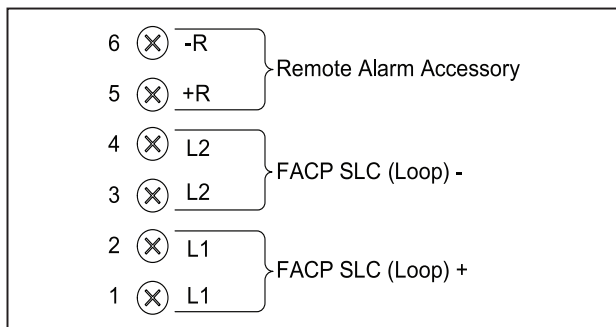 6 -R
Remote Alarm Accessory
5 +R
4 L2
FACP SLC (Loop) -
3 L2
2 L1
FACP SLC (Loop) +
1 L1